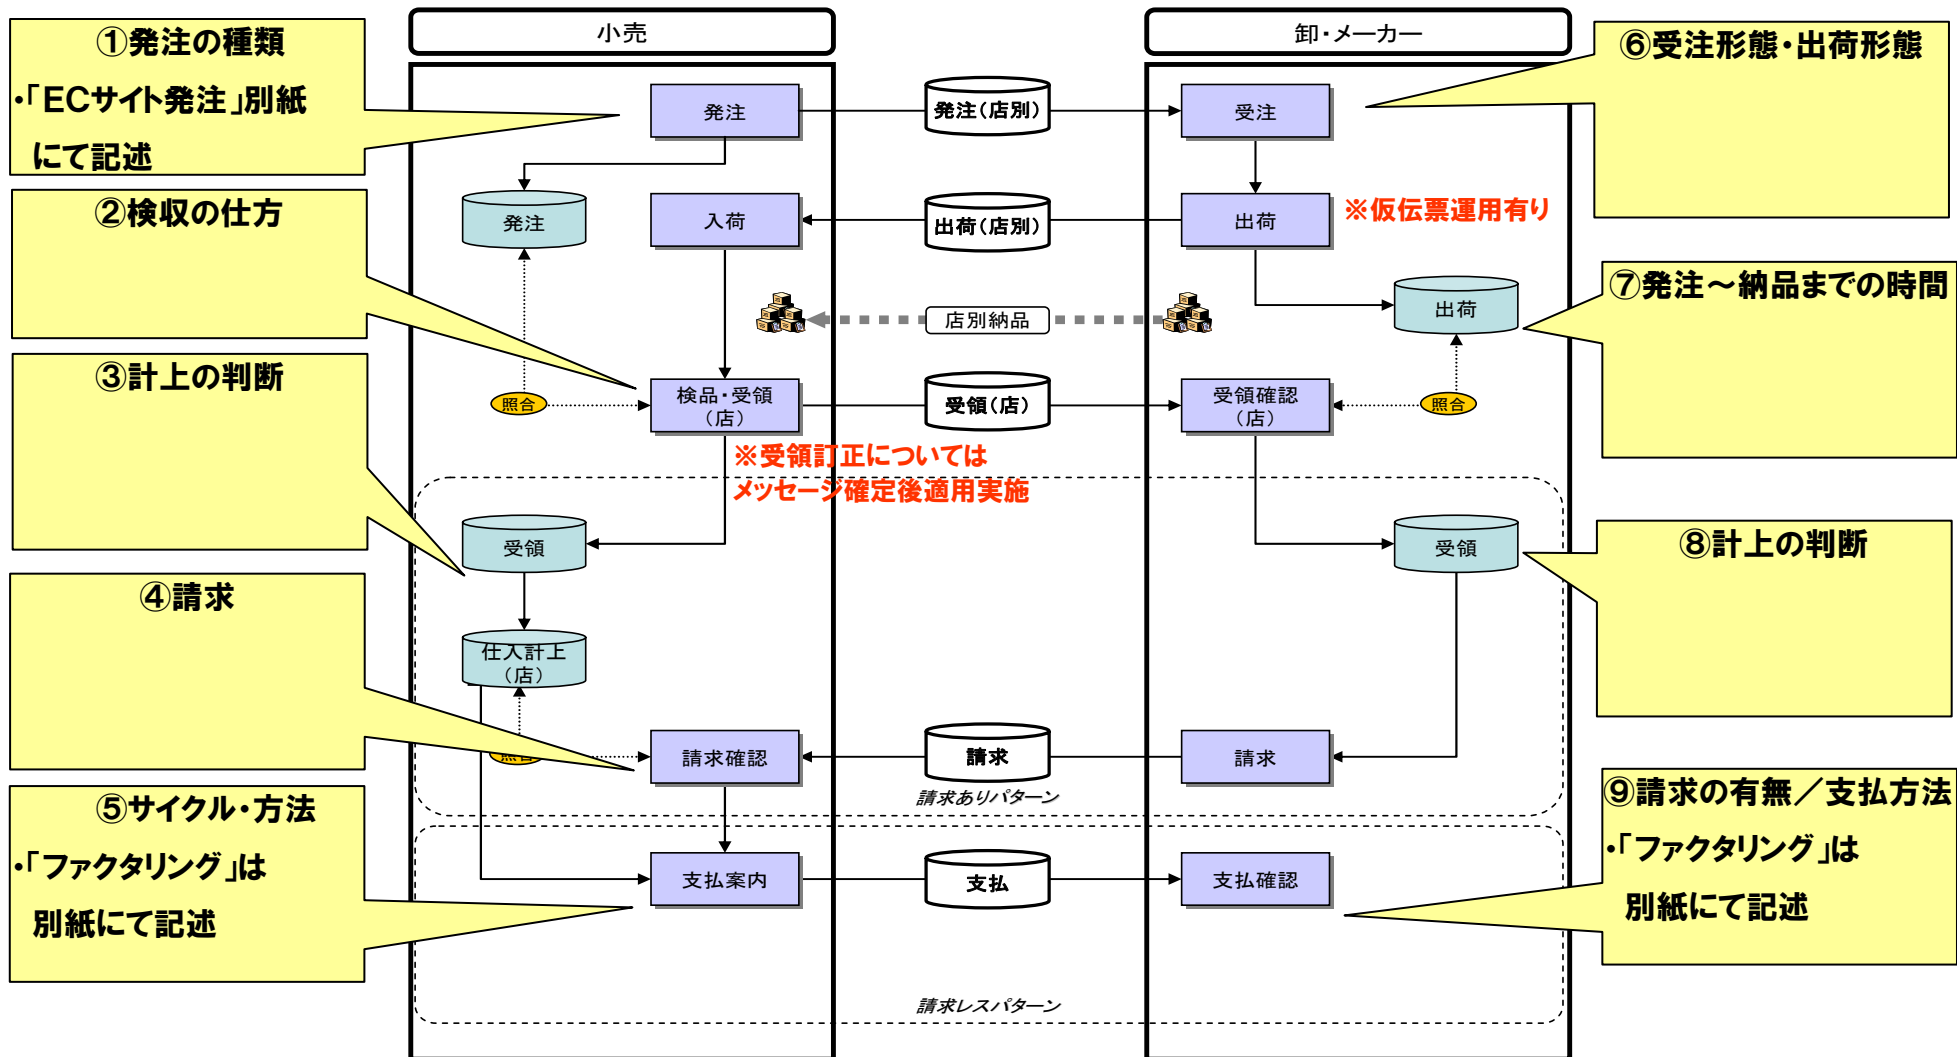 小売
卸・メーカー
①発注の種類
・「ECサイト発注」別紙
にて記述
②検収の仕方
③計上の判断
④請求
⑤サイクル・方法
・「ファクタリング」は
別紙にて記述
発注
発注(店別)
受注
発注
入荷
出荷(店別)
出荷
※仮伝票運用有り
店別納品
出荷
照合
検品・受領
(店)
受領(店)
受領確認
(店)
照合
※受領訂正については
メッセージ確定後適用実施
受領
受領
仕入計上
(店)
照合
請求確認
請求
請求
請求ありパターン
支払案内
支払
支払確認
請求レスパターン
⑥受注形態・出荷形態
⑦発注～納品までの時間
⑧計上の判断
⑨請求の有無／支払方法
・「ファクタリング」は
別紙にて記述